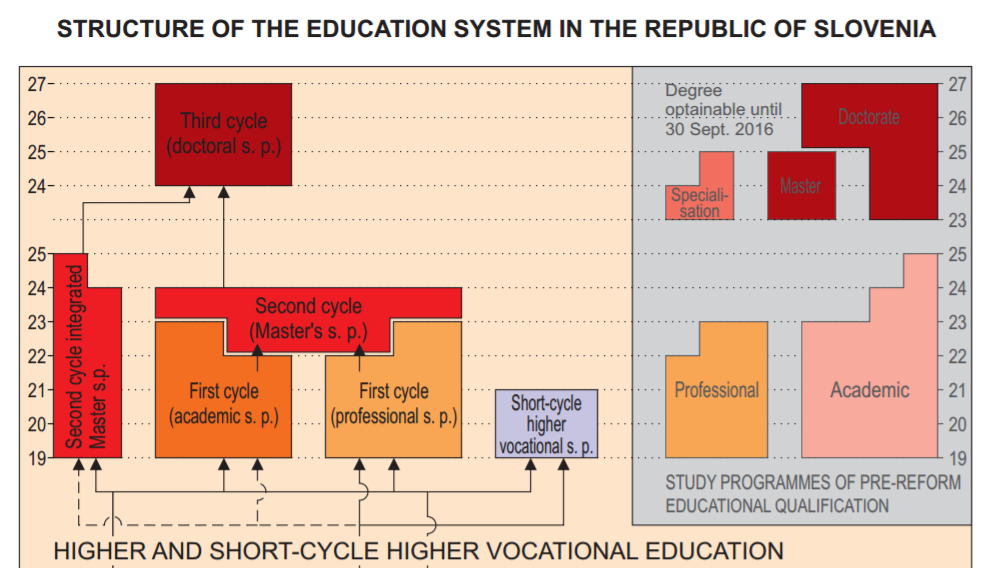 STRUCTURE OF THE EDUCATION SYSTEM IN THE REPUBLIC OF SLOVENIA
27
26
25
24
25
24
23
22
21
20
19
Third cycle
(doctoral s. p.)
Second cycle integrated
Master s.p.
Second cycle
(Master's s. p.)
First cycle
(academic s. p.)
First cycle
(professional s. p.)
Short-cycle
higher
vocational s. p.
Degree
optainable until
30 Sept. 2016
Speciali-
sation
Master
Doctorate
Professional
Academic
27
26
25
24
23
25
24
23
22
21
20
19
STUDY PROGRAMMES OF PRE-REFORM
EDUCATIONAL QUALIFICATION
HIGHER AND SHORT-CYCLE HIGHER VOCATIONAL EDUCATION